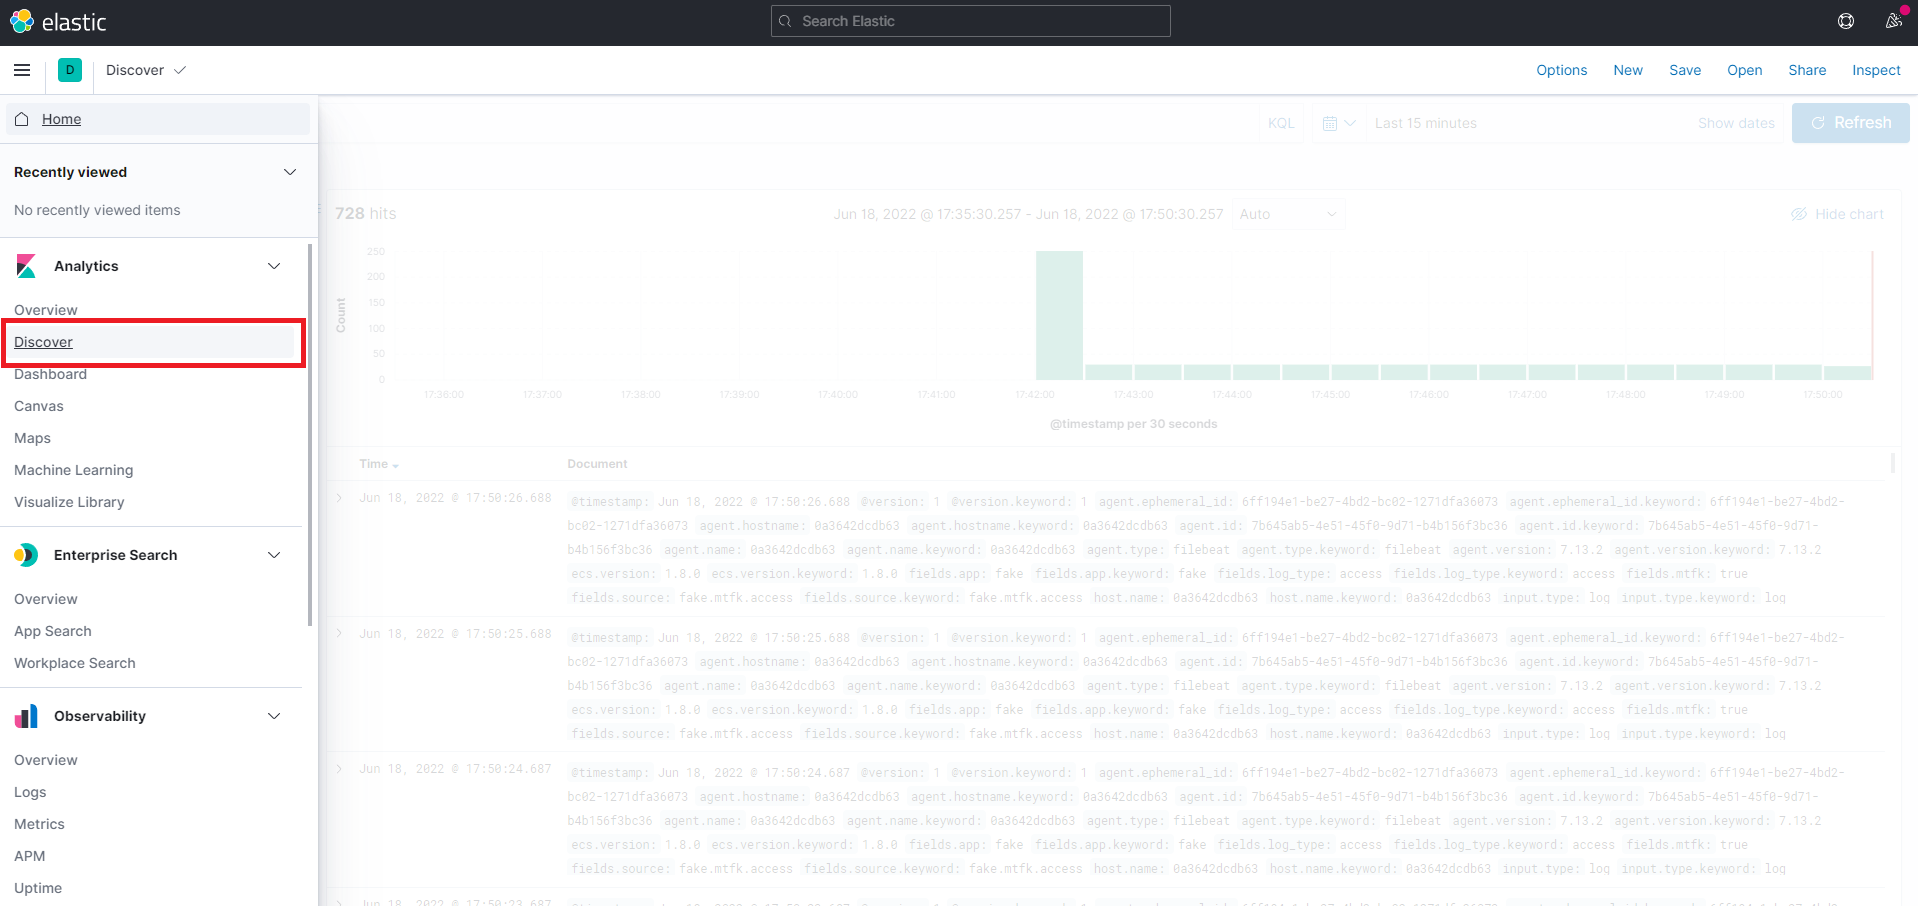 elastic
Search Elastic
D
Discover
Options New Save Open Share Inspect
Home
Recently viewed
No recently viewed items
Analytics
Overview
Discover
Dashboard
Canvas
Maps
Machine Learning
Visualize Library
Enterprise Search
Overview
App Search
Workplace Search
Observability
Overview
Logs
Metrics
APM
Uptime
KQL
Last 15 minutes
Show dates
Refresh
728 hits
Jun 18, 2022 @ 17:35:30.257 - Jun 18, 2022 @ 17:50:30.257
Auto
Hide chart
Count
250
200
150
100
50
0
17:36:00 17:37:00 17:38:00 17:39:00 17:40:00 17:41:00 17:42:00 17:43:00 17:44:00 17:45:00 17:46:00 17:47:00 17:48:00 17:49:00 17:50:00
@timestamp per 30 seconds
Time Document
Jun 18, 2022 @ 17:50:26.688
@timestamp: Jun 18, 2022 @ 17:50:26.688 @version: 1 @version.keyword: 1 agent.ephemeral_id: 6ff194e1-be27-4bd2-bc02-1271dfa36073 agent.ephemeral_id.keyword: 6ff194e1-be27-4bd2-
bc02-1271dfa36073 agent.hostname: 0a3642dcdb63 agent.hostname.keyword: 0a3642dcdb63 agent.id: 7b645ab5-4e51-45f0-9d71-b4b156f3bc36 agent.id.keyword: 7b645ab5-4e51-45f0-9d71-
b4b156f3bc36 agent.name: 0a3642dcdb63 agent.name.keyword: 0a3642dcdb63 agent.type: filebeat agent.type.keyword: filebeat agent.version: 7.13.2 agent.version.keyword: 7.13.2
ecs.version: 1.8.0 ecs.version.keyword: 1.8.0 fields.app: fake fields.app.keyword: fake fields.log_type: access fields.log_type.keyword: access fields.mtfk: true
fields.source: fake.mtfk.access fields.source.keyword: fake.mtfk.access host.name: 0a3642dcdb63 host.name.keyword: 0a3642dcdb63 input.type: log input.type.keyword: log
Jun 18, 2022 @ 17:50:25.688
@timestamp: Jun 18, 2022 @ 17:50:25.688 @version: 1 @version.keyword: 1 agent.ephemeral_id: 6ff194e1-be27-4bd2-bc02-1271dfa36073 agent.ephemeral_id.keyword: 6ff194e1-be27-4bd2-
bc02-1271dfa36073 agent.hostname: 0a3642dcdb63 agent.hostname.keyword: 0a3642dcdb63 agent.id: 7b645ab5-4e51-45f0-9d71-b4b156f3bc36 agent.id.keyword: 7b645ab5-4e51-45f0-9d71-
b4b156f3bc36 agent.name: 0a3642dcdb63 agent.name.keyword: 0a3642dcdb63 agent.type: filebeat agent.type.keyword: filebeat agent.version: 7.13.2 agent.version.keyword: 7.13.2
ecs.version: 1.8.0 ecs.version.keyword: 1.8.0 fields.app: fake fields.app.keyword: fake fields.log_type: access fields.log_type.keyword: access fields.mtfk: true
fields.source: fake.mtfk.access fields.source.keyword: fake.mtfk.access host.name: 0a3642dcdb63 host.name.keyword: 0a3642dcdb63 input.type: log input.type.keyword: log
Jun 18, 2022 @ 17:50:24.687
@timestamp: Jun 18, 2022 @ 17:50:24.687 @version: 1 @version.keyword: 1 agent.ephemeral_id: 6ff194e1-be27-4bd2-bc02-1271dfa36073 agent.ephemeral_id.keyword: 6ff194e1-be27-4bd2-
bc02-1271dfa36073 agent.hostname: 0a3642dcdb63 agent.hostname.keyword: 0a3642dcdb63 agent.id: 7b645ab5-4e51-45f0-9d71-b4b156f3bc36 agent.id.keyword: 7b645ab5-4e51-45f0-9d71-
b4b156f3bc36 agent.name: 0a3642dcdb63 agent.name.keyword: 0a3642dcdb63 agent.type: filebeat agent.type.keyword: filebeat agent.version: 7.13.2 agent.version.keyword: 7.13.2
ecs.version: 1.8.0 ecs.version.keyword: 1.8.0 fields.app: fake fields.app.keyword: fake fields.log_type: access fields.log_type.keyword: access fields.mtfk: true
fields.source: fake.mtfk.access fields.source.keyword: fake.mtfk.access host.name: 0a3642dcdb63 host.name.keyword: 0a3642dcdb63 input.type: log input.type.keyword: log
Jun 18, 2022 @ 17:50:23.687